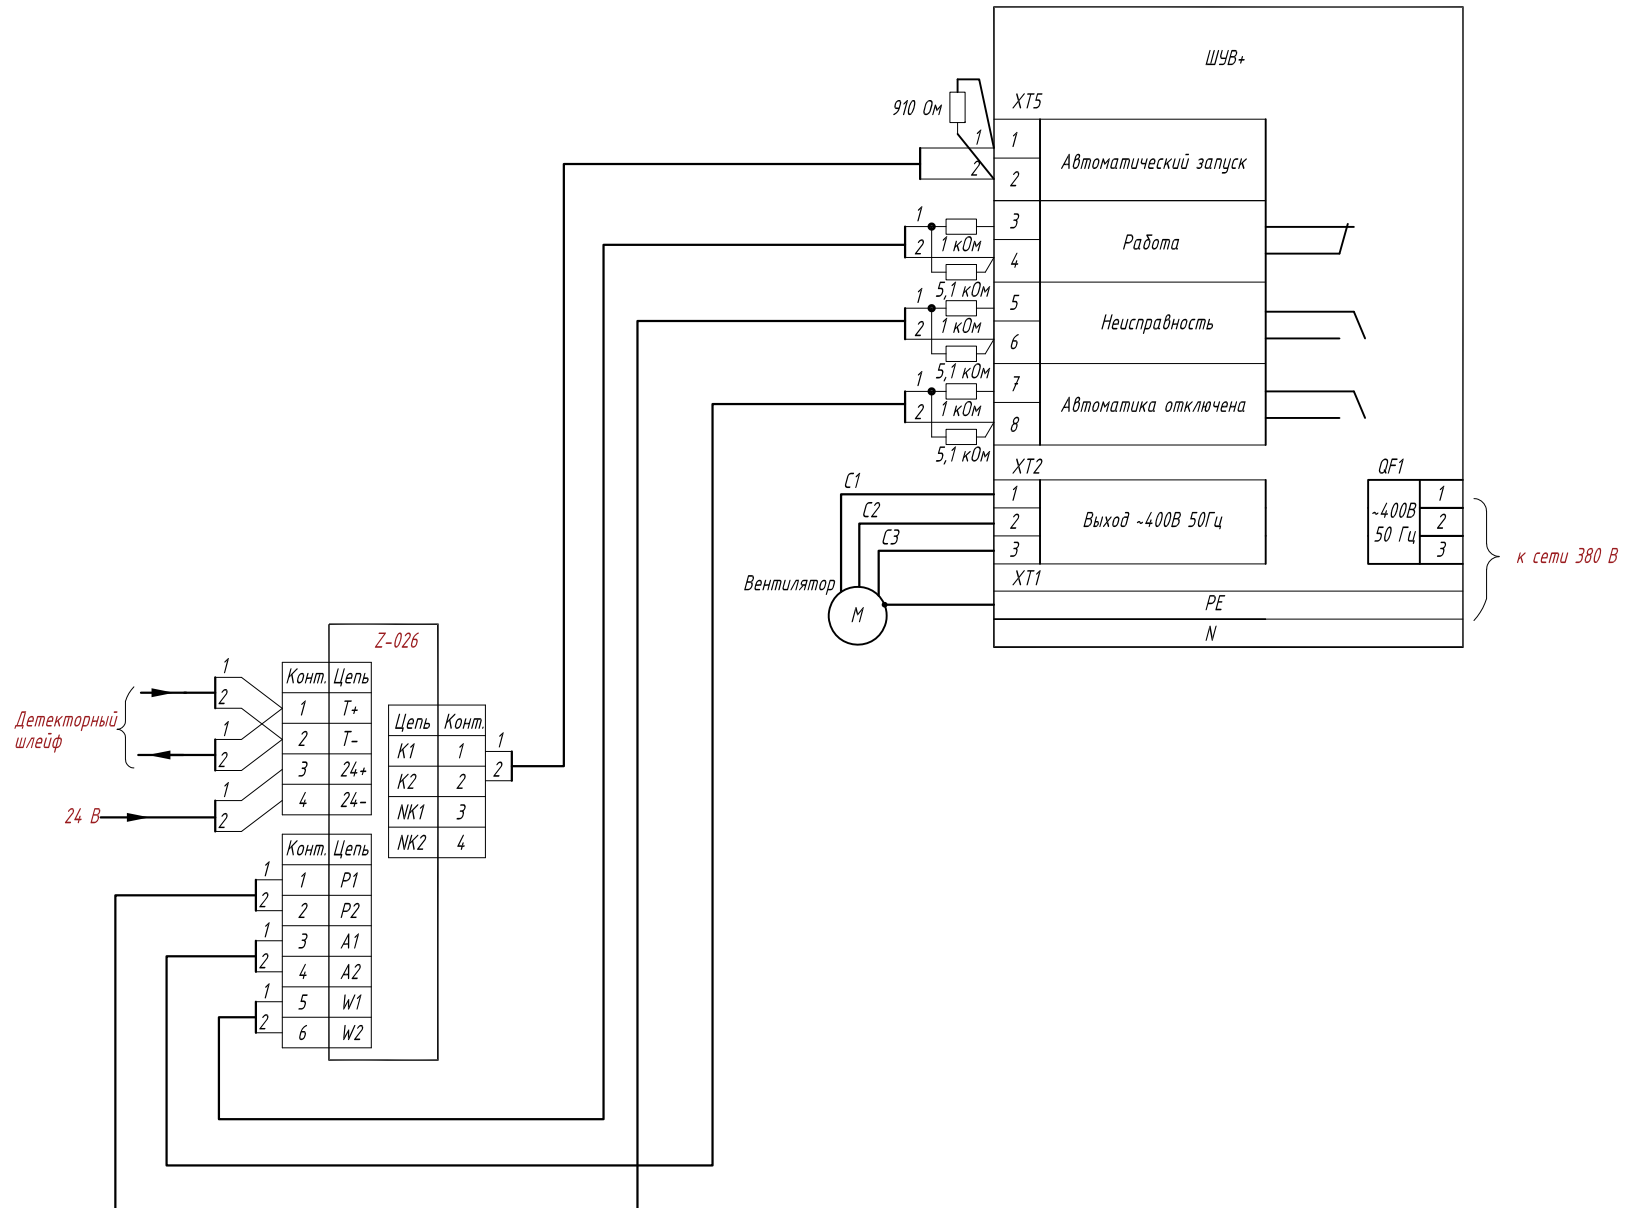 ШУВ+
XT5
910 Ом
1
2
1
2
Автоматический запуск
1
2
1 кОм
5,1 кОм
3
4
Работа
1
2
1 кОм
5,1 кОм
5
6
Неисправность
1
2
1 кОм
5,1 кОм
7
8
Автоматика отключена
XT2
C1
C2
C3
1
2
3
Выход ~400В 50Гц
QF1
~400В
50 Гц
1
2
3
к сети 380 В
XT1
PE
N
Вентилятор
M
Z-026
Детекторный
шлейф
1
2
1
2
24 В
1
2
Конт. Цепь
1 T+
2 T-
3 24+
4 24-
Цепь Конт.
K1 1
K2 2
NK1 3
NK2 4
1
2
Конт. Цепь
1
2
1 P1
2 P2
1
2
3 A1
4 A2
1
2
5 W1
6 W2